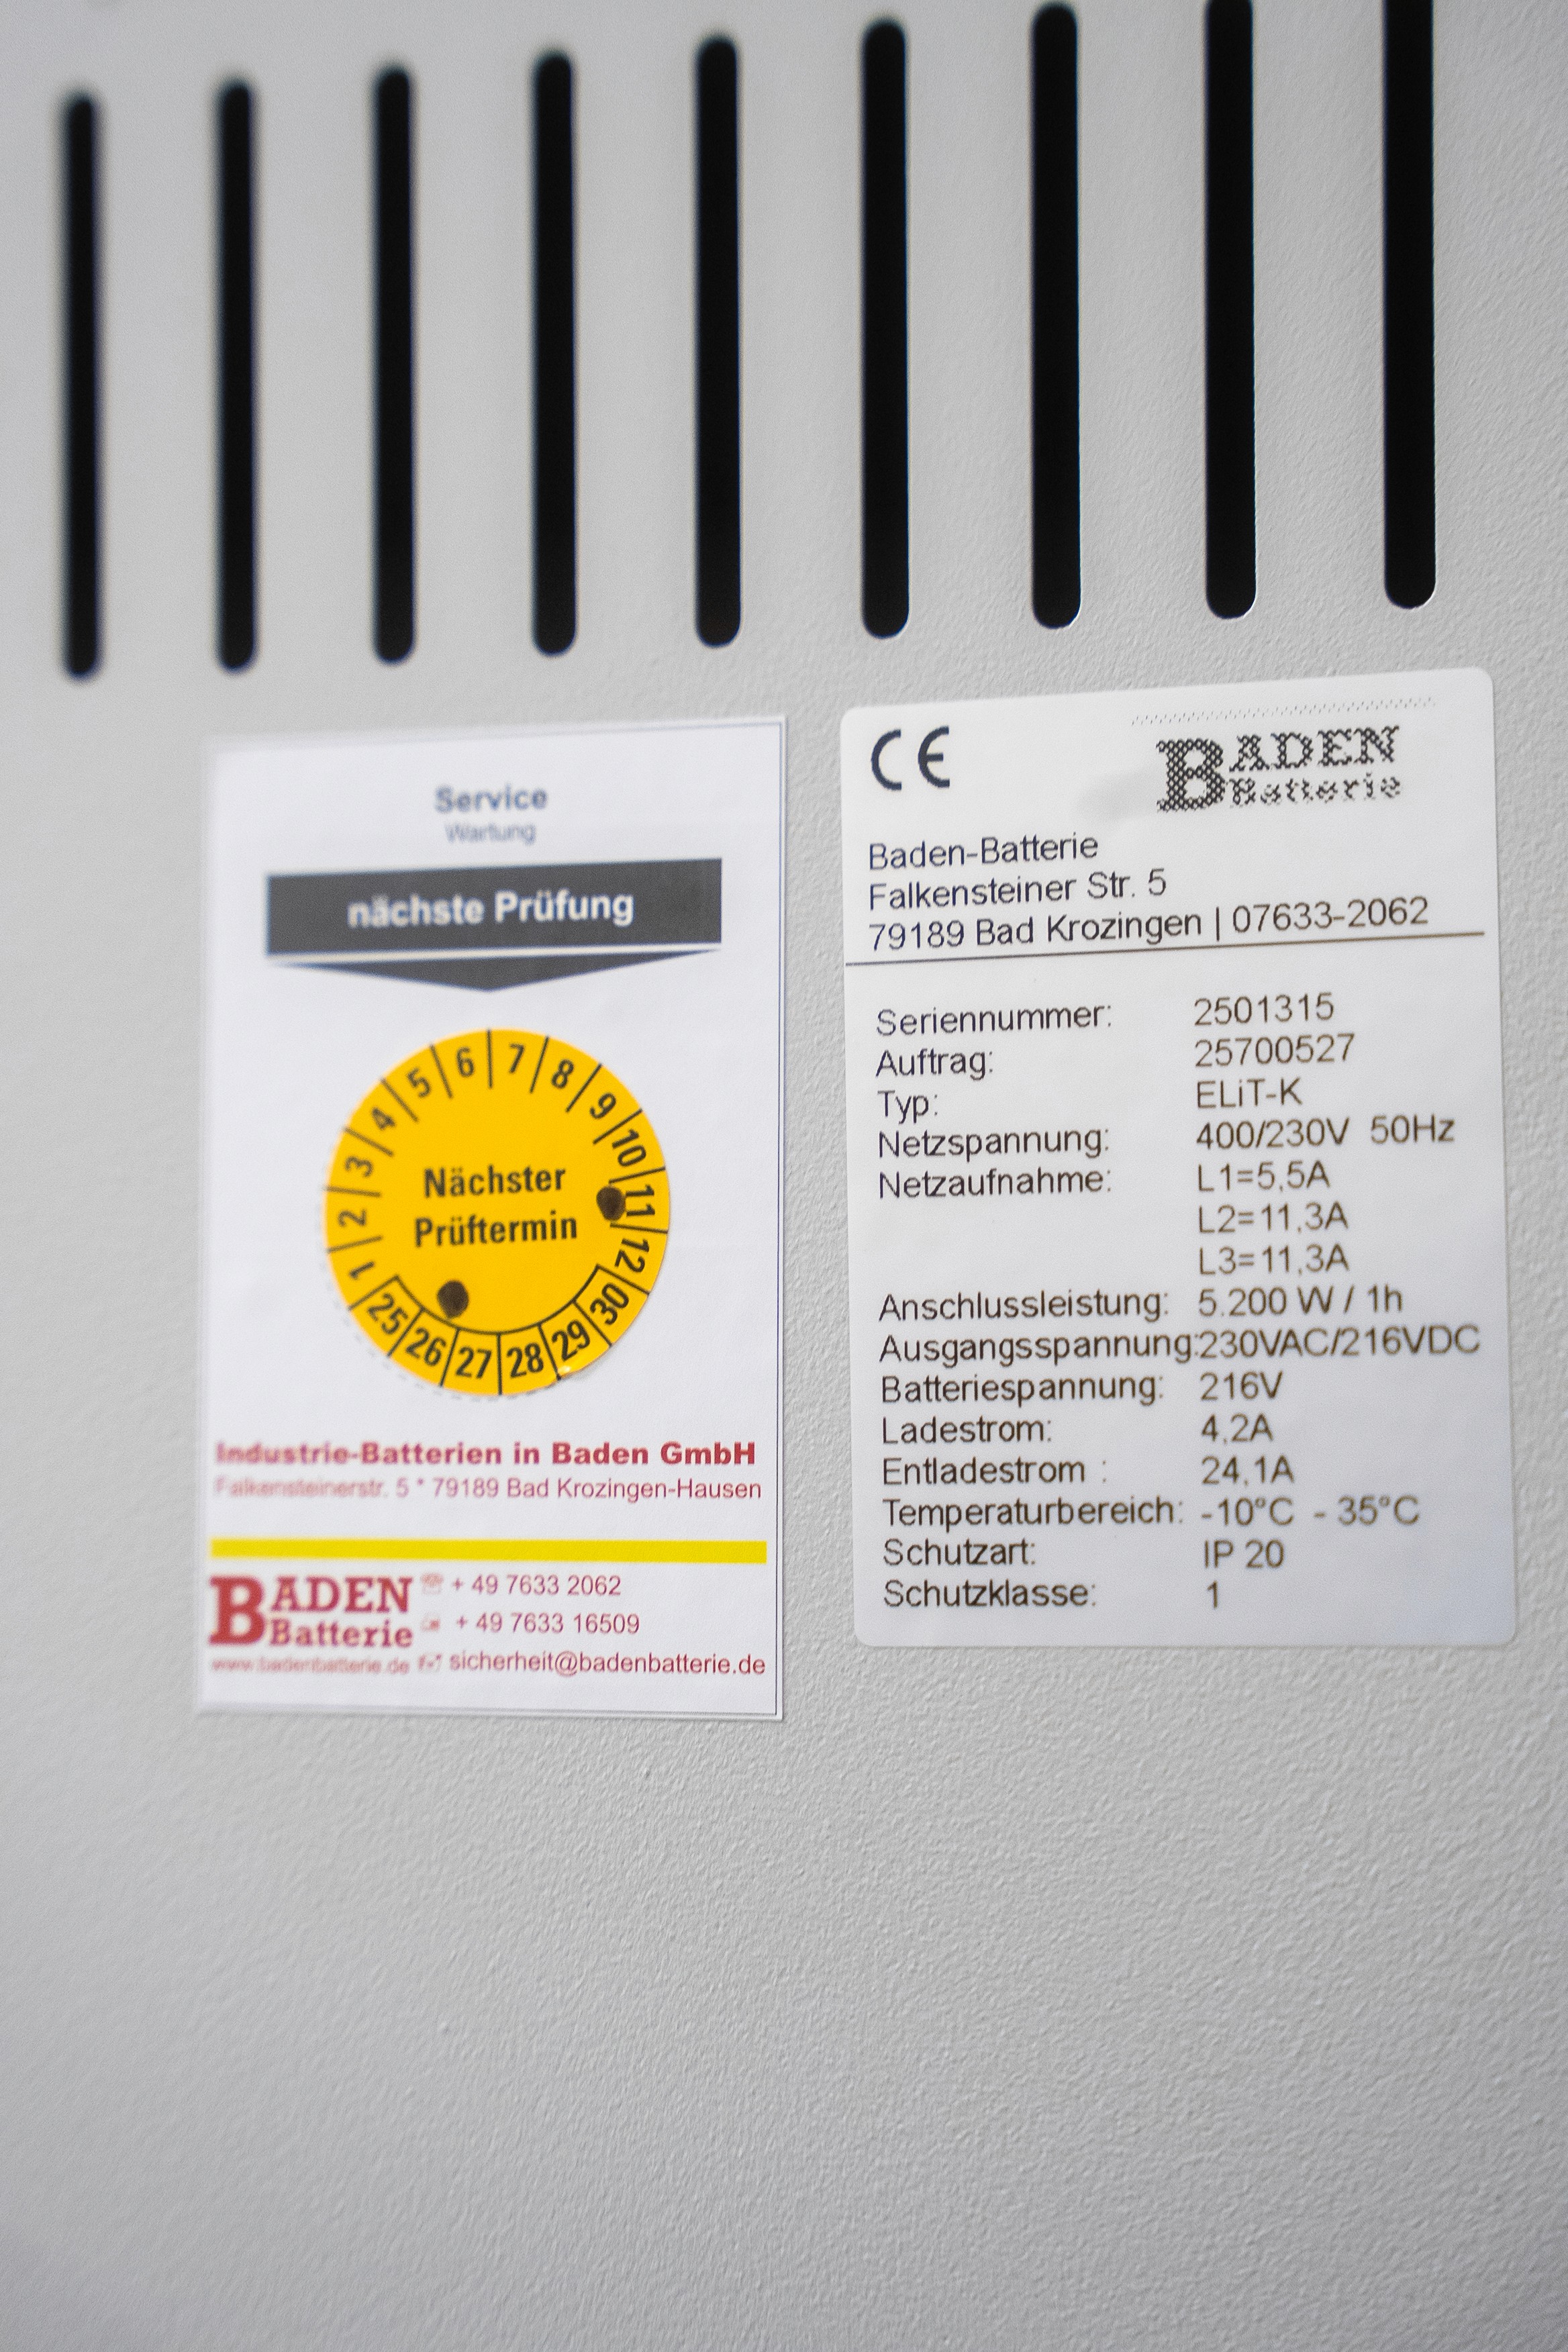 Service
Wartung
nächste Prüfung
1 2 3 4 5 6 7 8 9 10 11 12
Nächster
Prüftermin
25 26 27 28 29 30
Industrie-Batterien in Baden GmbH
Falkensteinerstr. 5 * 79189 Bad Krozingen-Hausen
BADEN
Batterie
+ 49 7633 2062
+ 49 7633 16509
www.badenbatterie.de
sicherheit@badenbatterie.de
CE
BADEN
Batterie
Baden-Batterie
Falkensteiner Str. 5
79189 Bad Krozingen | 07633-2062
Seriennummer: 2501315
Auftrag: 25700527
Typ: ELiT-K
Netzspannung: 400/230V 50Hz
Netzaufnahme: L1=5,5A
L2=11,3A
L3=11,3A
Anschlussleistung: 5.200 W / 1h
Ausgangsspannung:230VAC/216VDC
Batteriespannung: 216V
Ladestrom: 4,2A
Entladestrom : 24,1A
Temperaturbereich: -10°C - 35°C
Schutzart: IP 20
Schutzklasse: 1